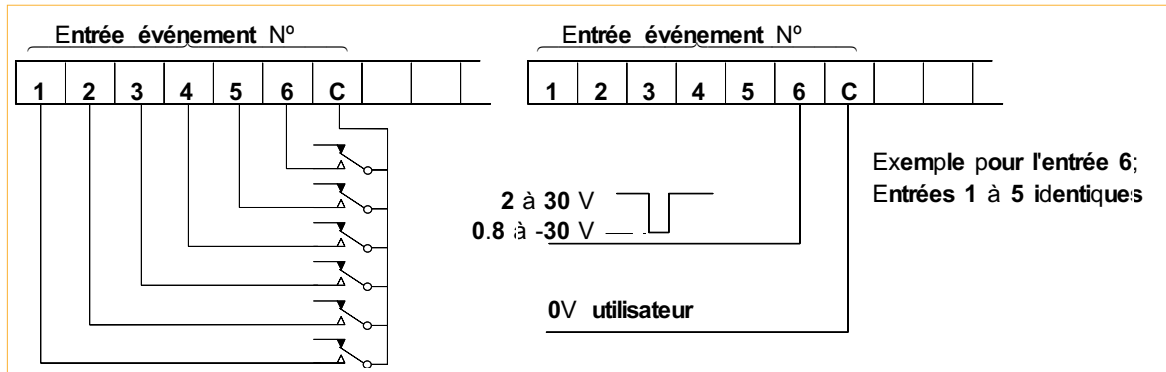 Entrée événement Nº
1 2 3 4 5 6 C
Entrée événement Nº
1 2 3 4 5 6 C
Exemple pour l'entrée 6;
Entrées 1 à 5 identiques
2 à 30 V
0.8 à -30 V
0V utilisateur